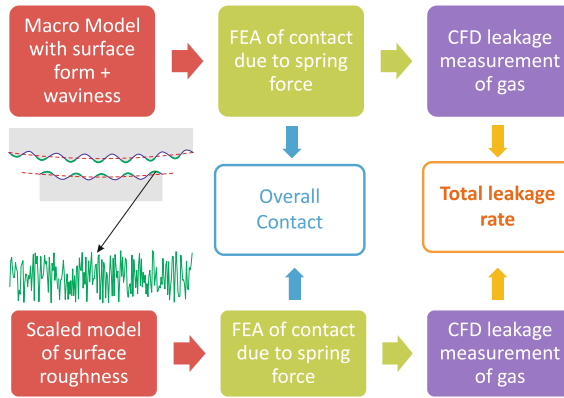 Macro Model
with surface
form +
waviness
FEA of contact
due to spring
force
CFD leakage
measurement
of gas
Overall
Contact
Total leakage
rate
Scaled model
of surface
roughness
FEA of contact
due to spring
force
CFD leakage
measurement
of gas